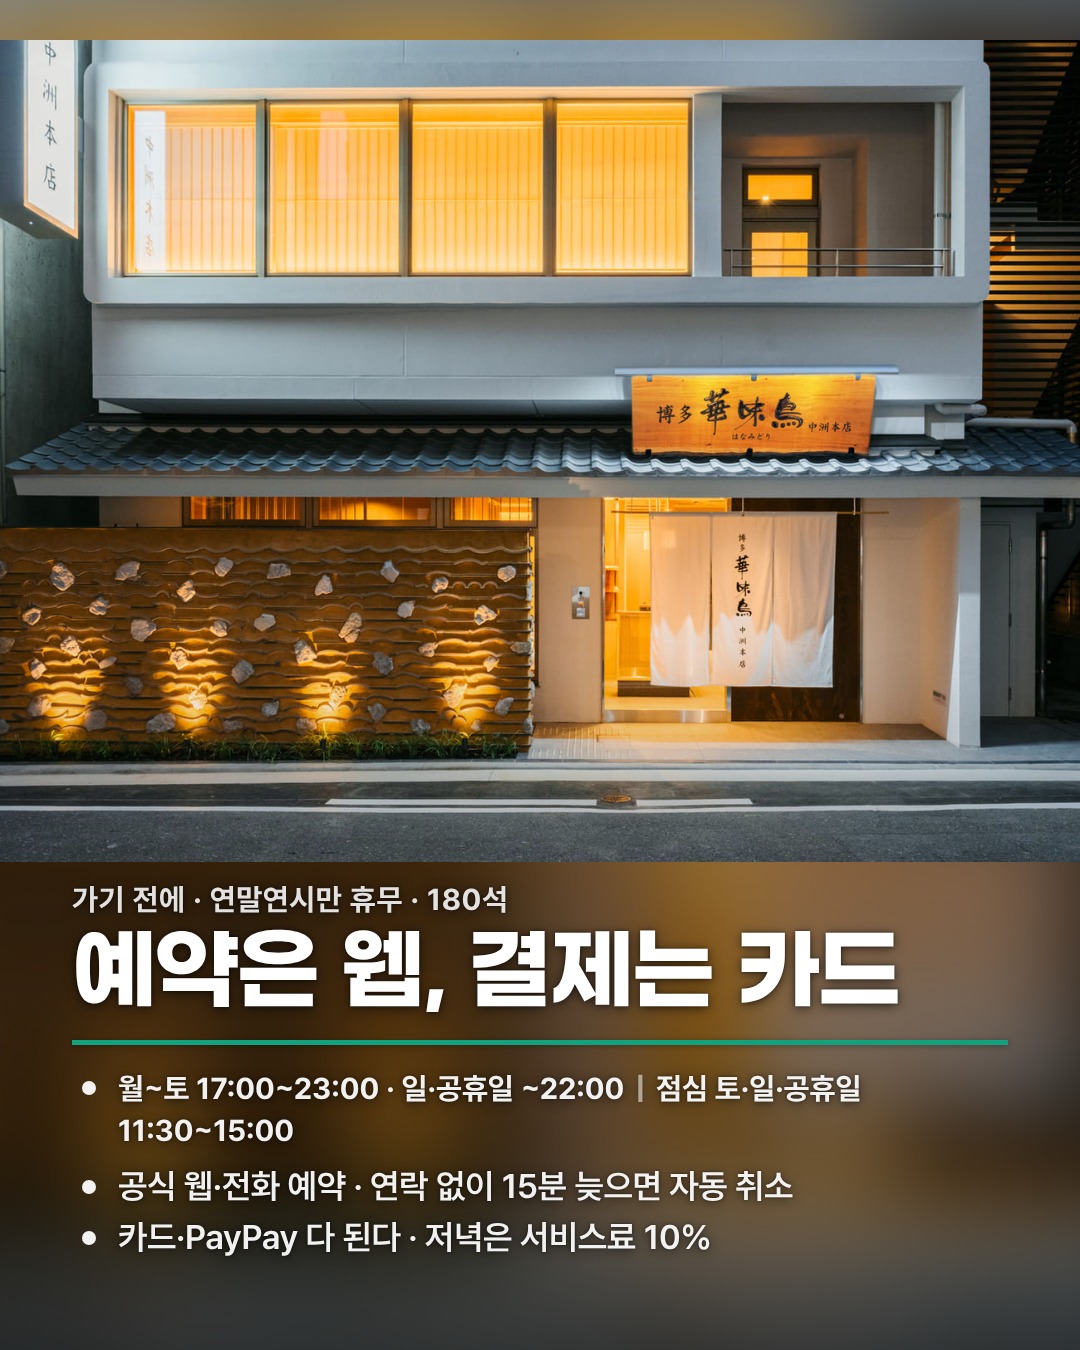 中洲本店
博多 華味鳥 中洲本店
はなみどり
博多 華味鳥 中洲本店
가기 전에 · 연말연시만 휴무 · 180석
예약은 웹, 결제는 카드
월~토 17:00~23:00 · 일·공휴일 ~22:00 | 점심 토·일·공휴일
11:30~15:00
공식 웹·전화 예약 · 연락 없이 15분 늦으면 자동 취소
카드·PayPay 다 된다 · 저녁은 서비스료 10%